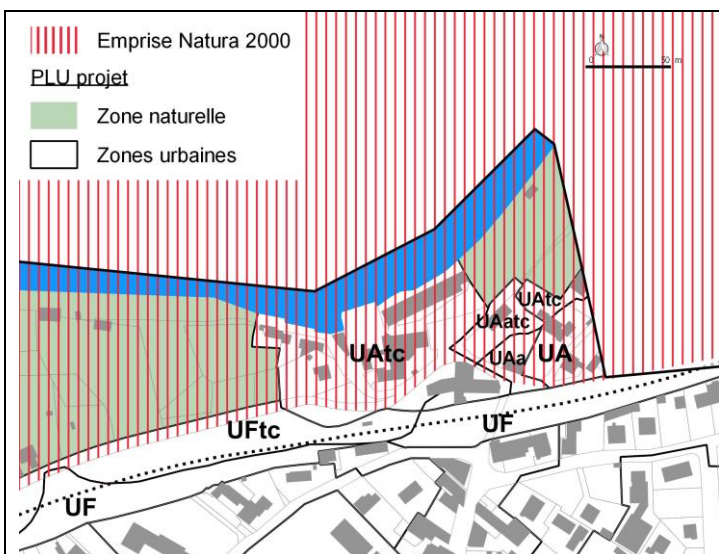 Emprise Natura 2000
PLU projet
Zone naturelle
Zones urbaines
N
0 50 m
UAtc
UAatc
UAtc
UAa
UA
UFtc
UF
UF